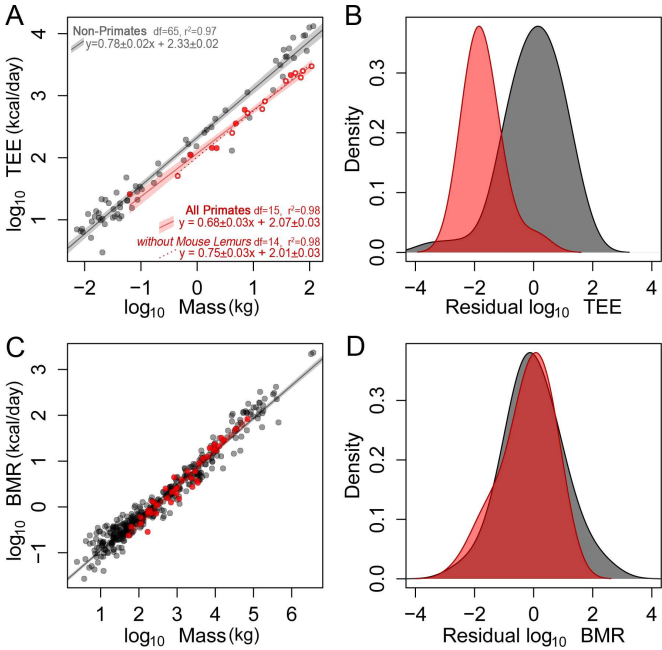 A
Non-Primates df=65, r²=0.97
y=0.78±0.02x + 2.33±0.02
log₁₀ TEE (kcal/day)
4
3
2
1
All Primates df=15, r²=0.98
y = 0.68±0.03x + 2.07±0.03
without Mouse Lemurs df=14, r²=0.98
y = 0.75±0.03x + 2.01±0.03
−2 −1 0 1 2
log₁₀ Mass (kg)
B
Density
0.3
0.2
0.1
0.0
−4 −2 0 2 4
Residual log₁₀ TEE
C
log₁₀ BMR (kcal/day)
3
2
1
0
−1
1 2 3 4 5 6
log₁₀ Mass (kg)
D
Density
0.3
0.2
0.1
0.0
−4 −2 0 2 4
Residual log₁₀ BMR